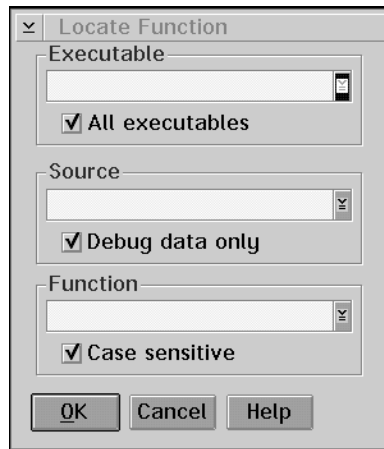 Locate Function
Executable
All executables
Source
Debug data only
Function
Case sensitive
OK Cancel Help